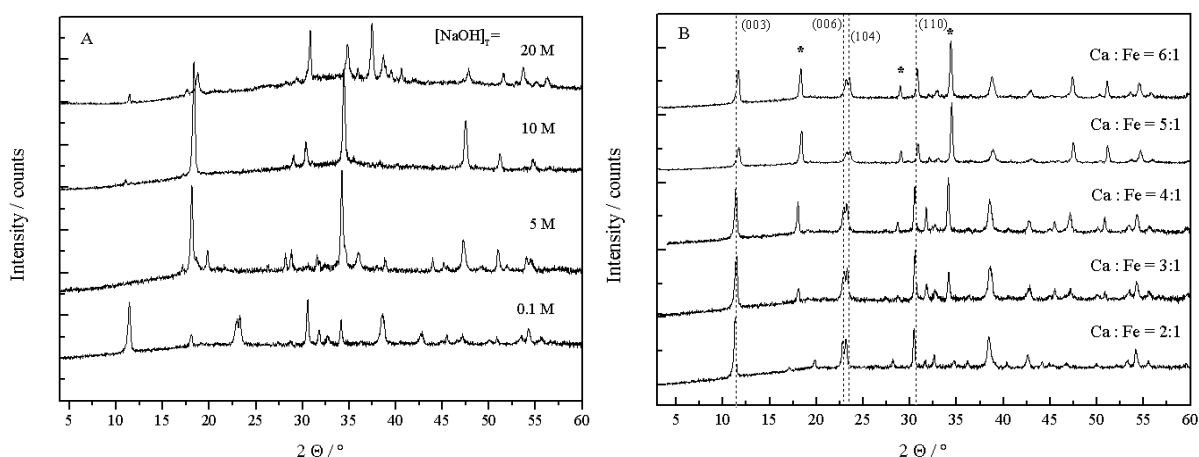 A
[NaOH]T=
20 M
10 M
5 M
0.1 M
Intensity / counts
5 10 15 20 25 30 35 40 45 50 55 60
2 Θ / °
B
(003)
(006)
(104)
(110)
*
*
*
Ca : Fe = 6:1
Ca : Fe = 5:1
Ca : Fe = 4:1
Ca : Fe = 3:1
Ca : Fe = 2:1
Intensity / counts
5 10 15 20 25 30 35 40 45 50 55 60
2 Θ / °